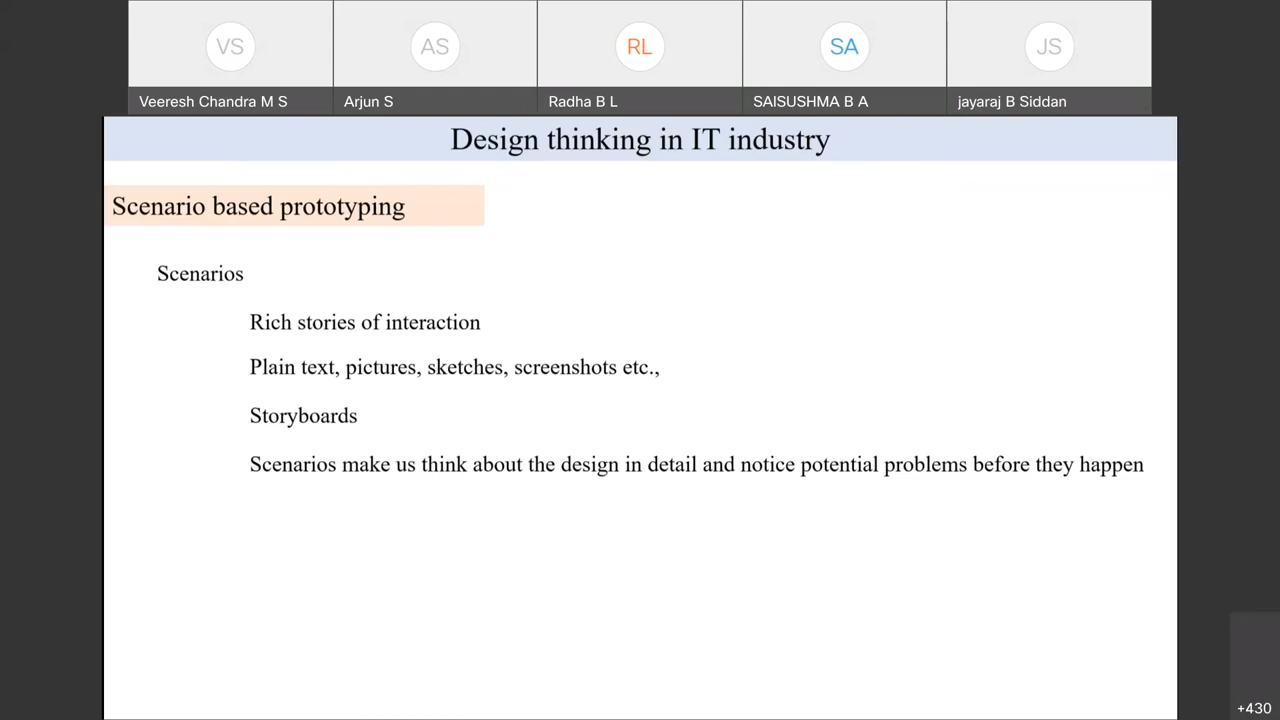 VS
AS
RL
SA
JS
Veeresh Chandra M S
Arjun S
Radha B L
SAISUSHMA B A
jayaraj B Siddan
Design thinking in IT industry
Scenario based prototyping
Scenarios
Rich stories of interaction
Plain text, pictures, sketches, screenshots etc.,
Storyboards
Scenarios make us think about the design in detail and notice potential problems before they happen
+430